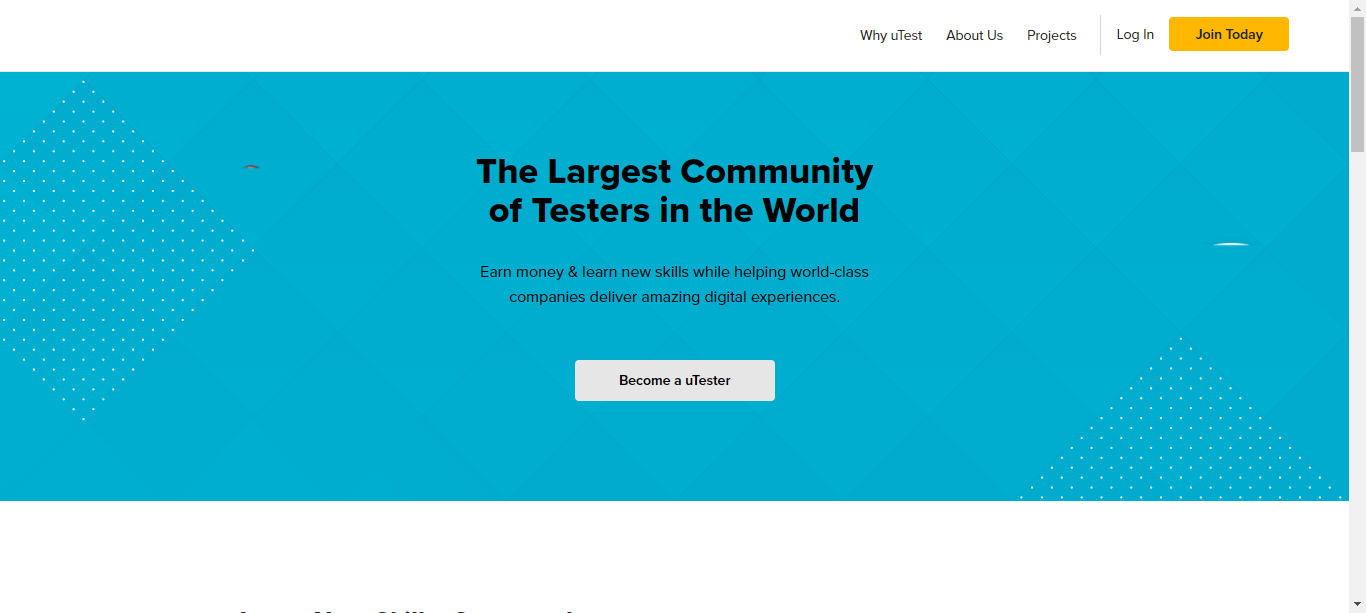 Why uTest About Us Projects Log In Join Today
The Largest Community
of Testers in the World
Earn money & learn new skills while helping world-class
companies deliver amazing digital experiences.
Become a uTester